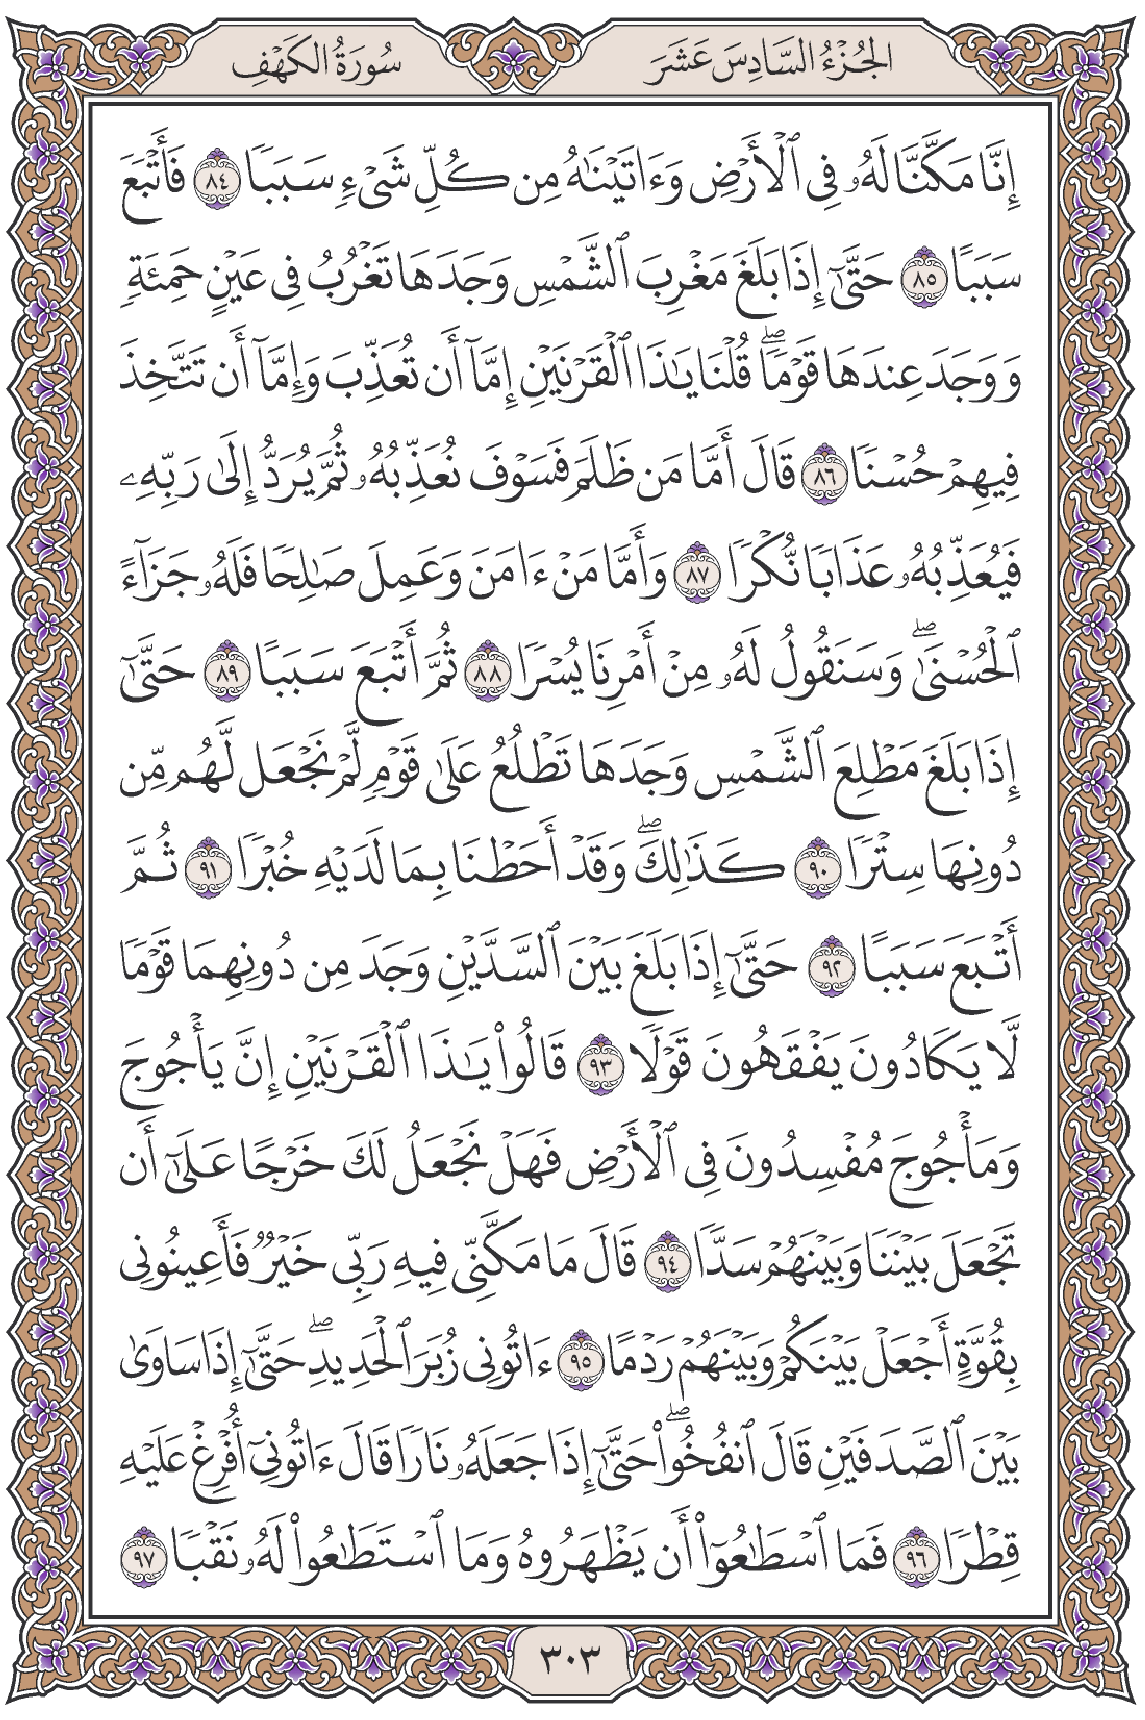 الجُزْءُ السَّادِسَ عَشَرَ
سُورَةُ الكَهْفِ
إِنَّا مَكَّنَّا لَهُۥ فِى ٱلْأَرْضِ وَءَاتَيْنَٰهُ مِن كُلِّ شَىْءٍ سَبَبًا ٨٤ فَأَتْبَعَ
سَبَبًا ٨٥ حَتَّىٰٓ إِذَا بَلَغَ مَغْرِبَ ٱلشَّمْسِ وَجَدَهَا تَغْرُبُ فِى عَيْنٍ حَمِئَةٍ
وَوَجَدَ عِندَهَا قَوْمًا ۖ قُلْنَا يَٰذَا ٱلْقَرْنَيْنِ إِمَّآ أَن تُعَذِّبَ وَإِمَّآ أَن تَتَّخِذَ
فِيهِمْ حُسْنًا ٨٦ قَالَ أَمَّا مَن ظَلَمَ فَسَوْفَ نُعَذِّبُهُۥ ثُمَّ يُرَدُّ إِلَىٰ رَبِّهِۦ
فَيُعَذِّبُهُۥ عَذَابًا نُّكْرًا ٨٧ وَأَمَّا مَنْ ءَامَنَ وَعَمِلَ صَٰلِحًا فَلَهُۥ جَزَآءً
ٱلْحُسْنَىٰ ۖ وَسَنَقُولُ لَهُۥ مِنْ أَمْرِنَا يُسْرًا ٨٨ ثُمَّ أَتْبَعَ سَبَبًا ٨٩ حَتَّىٰٓ
إِذَا بَلَغَ مَطْلِعَ ٱلشَّمْسِ وَجَدَهَا تَطْلُعُ عَلَىٰ قَوْمٍ لَّمْ نَجْعَل لَّهُم مِّن
دُونِهَا سِتْرًا ٩٠ كَذَٰلِكَ ۖ وَقَدْ أَحَطْنَا بِمَا لَدَيْهِ خُبْرًا ٩١ ثُمَّ
أَتْبَعَ سَبَبًا ٩٢ حَتَّىٰٓ إِذَا بَلَغَ بَيْنَ ٱلسَّدَّيْنِ وَجَدَ مِن دُونِهِمَا قَوْمًا
لَّا يَكَادُونَ يَفْقَهُونَ قَوْلًا ٩٣ قَالُوا۟ يَٰذَا ٱلْقَرْنَيْنِ إِنَّ يَأْجُوجَ
وَمَأْجُوجَ مُفْسِدُونَ فِى ٱلْأَرْضِ فَهَلْ نَجْعَلُ لَكَ خَرْجًا عَلَىٰٓ أَن
تَجْعَلَ بَيْنَنَا وَبَيْنَهُمْ سَدًّا ٩٤ قَالَ مَا مَكَّنِّى فِيهِ رَبِّى خَيْرٌ فَأَعِينُونِى
بِقُوَّةٍ أَجْعَلْ بَيْنَكُمْ وَبَيْنَهُمْ رَدْمًا ٩٥ ءَاتُونِى زُبَرَ ٱلْحَدِيدِ ۖ حَتَّىٰٓ إِذَا سَاوَىٰ
بَيْنَ ٱلصَّدَفَيْنِ قَالَ ٱنفُخُوا۟ ۖ حَتَّىٰٓ إِذَا جَعَلَهُۥ نَارًا قَالَ ءَاتُونِىٓ أُفْرِغْ عَلَيْهِ
قِطْرًا ٩٦ فَمَا ٱسْطَٰعُوٓا۟ أَن يَظْهَرُوهُ وَمَا ٱسْتَطَٰعُوا۟ لَهُۥ نَقْبًا ٩٧
٣٠٣